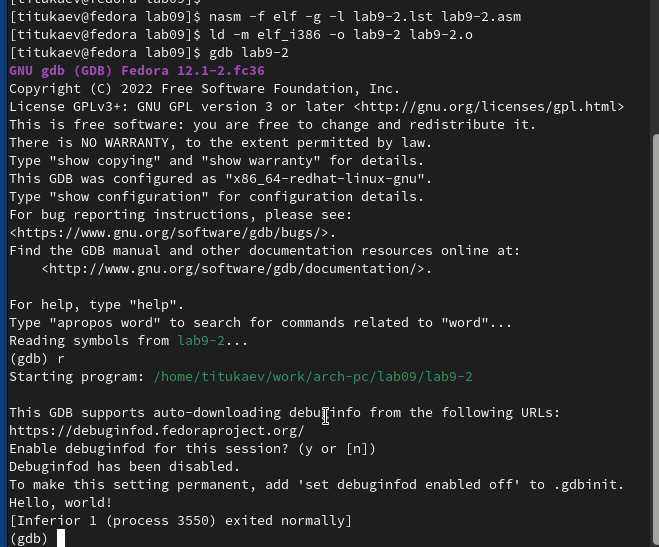 [titukaev@fedora lab09]$ nasm -f elf -g -l lab9-2.lst lab9-2.asm
[titukaev@fedora lab09]$ ld -m elf_i386 -o lab9-2 lab9-2.o
[titukaev@fedora lab09]$ gdb lab9-2
GNU gdb (GDB) Fedora 12.1-2.fc36
Copyright (C) 2022 Free Software Foundation, Inc.
License GPLv3+: GNU GPL version 3 or later <http://gnu.org/licenses/gpl.html>
This is free software: you are free to change and redistribute it.
There is NO WARRANTY, to the extent permitted by law.
Type "show copying" and "show warranty" for details.
This GDB was configured as "x86_64-redhat-linux-gnu".
Type "show configuration" for configuration details.
For bug reporting instructions, please see:
<https://www.gnu.org/software/gdb/bugs/>.
Find the GDB manual and other documentation resources online at:
    <http://www.gnu.org/software/gdb/documentation/>.
For help, type "help".
Type "apropos word" to search for commands related to "word"...
Reading symbols from lab9-2...
(gdb) r
Starting program: /home/titukaev/work/arch-pc/lab09/lab9-2
This GDB supports auto-downloading debuginfo from the following URLs:
https://debuginfod.fedoraproject.org/
Enable debuginfod for this session? (y or [n])
Debuginfod has been disabled.
To make this setting permanent, add 'set debuginfod enabled off' to .gdbinit.
Hello, world!
[Inferior 1 (process 3550) exited normally]
(gdb)